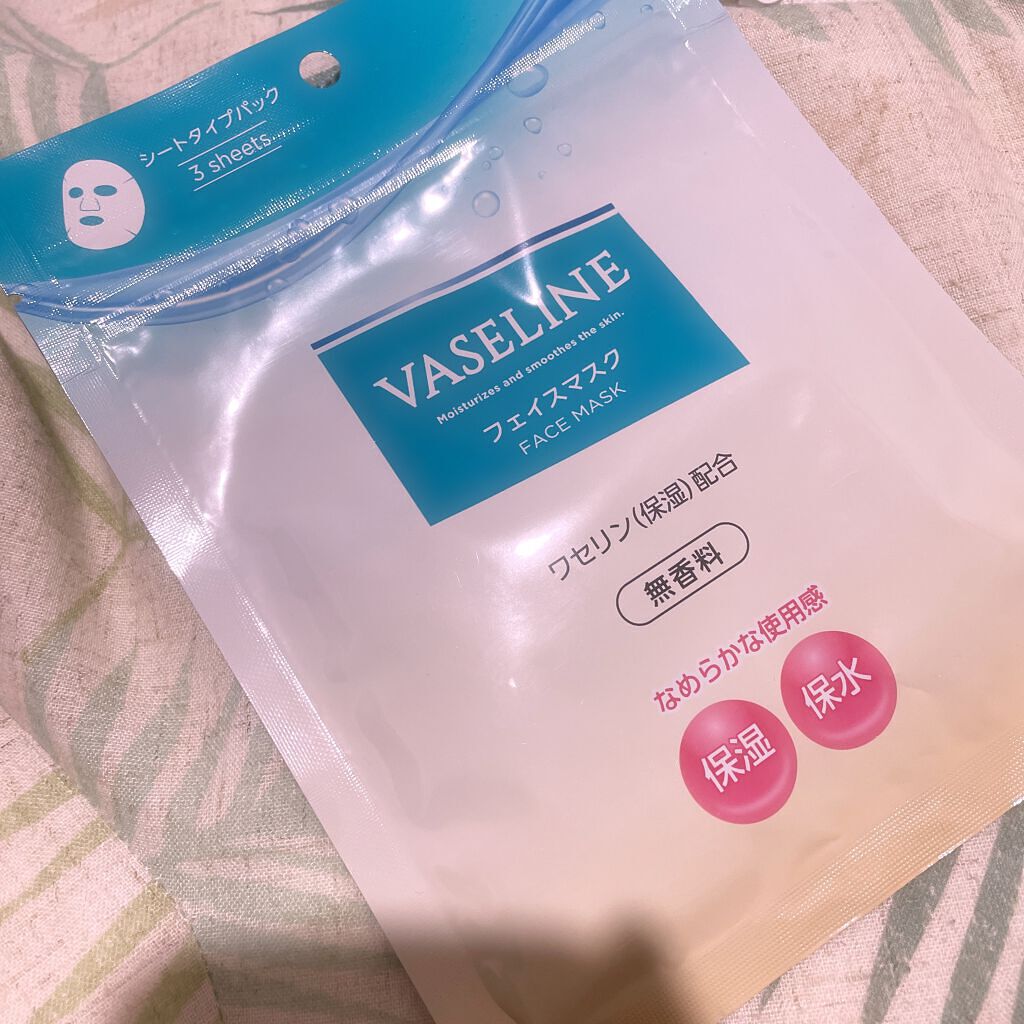 シートタイプパック
3 sheets
VASELINE
Moisturizes and smoothes the skin.
フェイスマスク
FACE MASK
ワセリン(保湿)配合
無香料
なめらかな使用感
保湿
保水